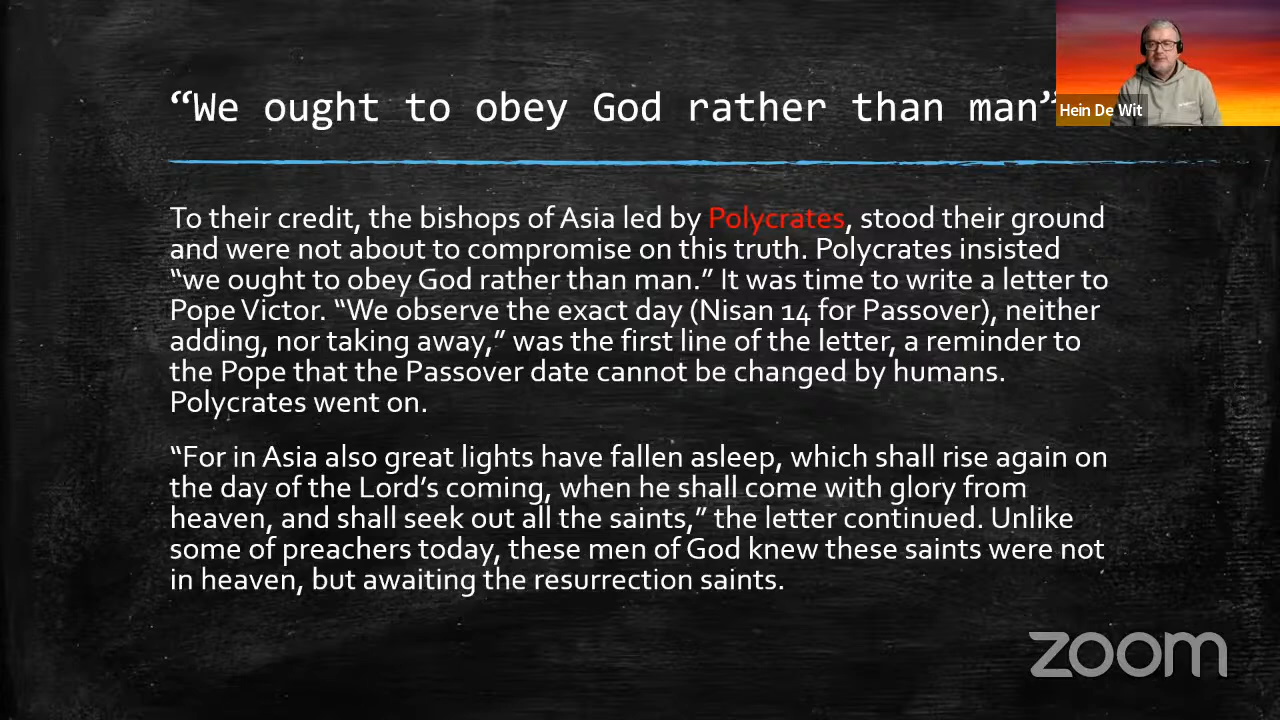 “We ought to obey God rather than man”
Hein De Wit
To their credit, the bishops of Asia led by Polycrates, stood their ground
and were not about to compromise on this truth. Polycrates insisted
“we ought to obey God rather than man.” It was time to write a letter to
Pope Victor. “We observe the exact day (Nisan 14 for Passover), neither
adding, nor taking away,” was the first line of the letter, a reminder to
the Pope that the Passover date cannot be changed by humans.
Polycrates went on.
“For in Asia also great lights have fallen asleep, which shall rise again on
the day of the Lord’s coming, when he shall come with glory from
heaven, and shall seek out all the saints,” the letter continued. Unlike
some of preachers today, these men of God knew these saints were not
in heaven, but awaiting the resurrection saints.
zoom